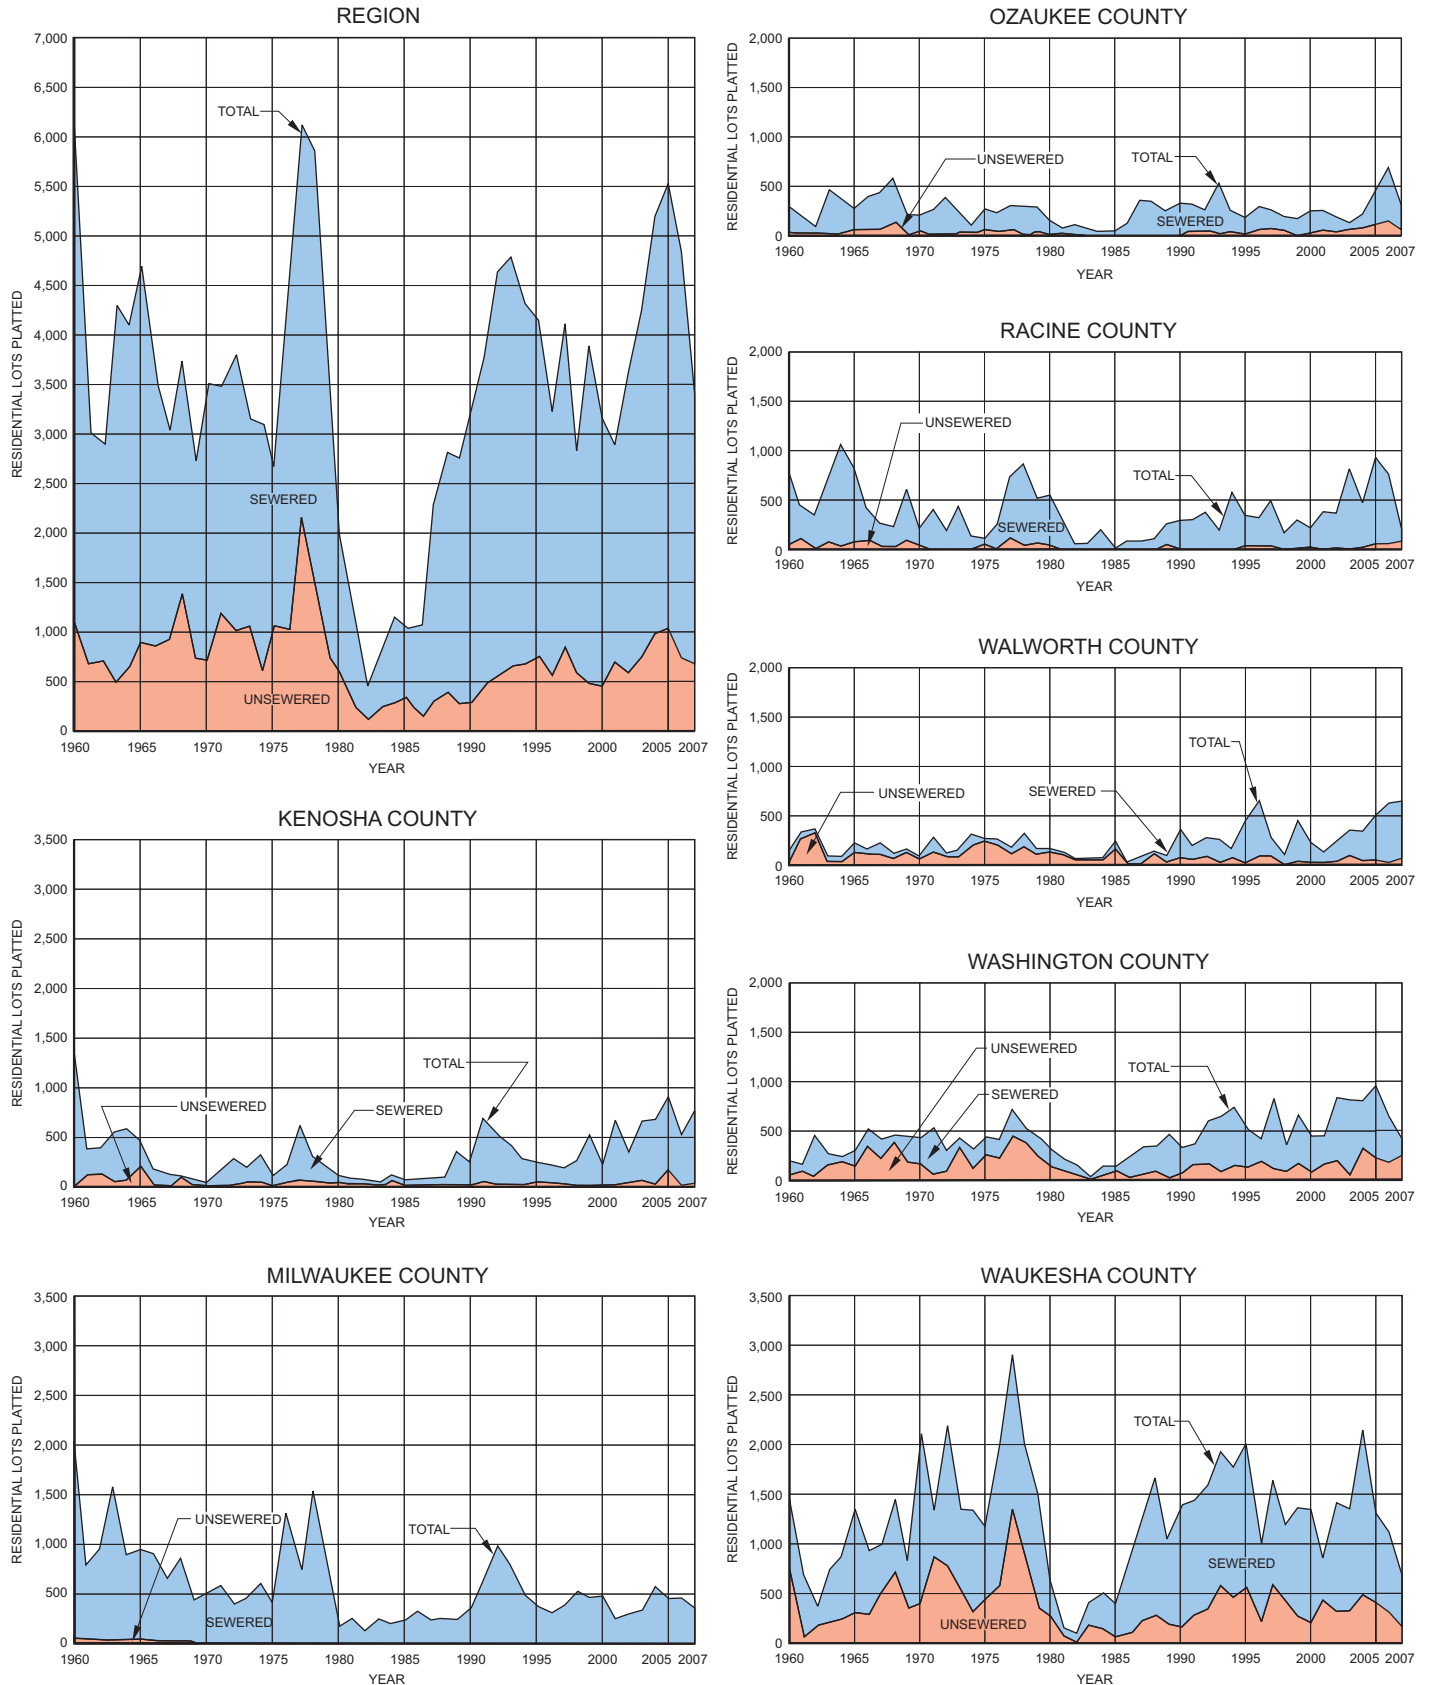 REGION
RESIDENTIAL LOTS PLATTED
7,000
6,500
6,000
5,500
5,000
4,500
4,000
3,500
3,000
2,500
2,000
1,500
1,000
500
0
TOTAL
SEWERED
UNSEWERED
1960 1965 1970 1975 1980 1985 1990 1995 2000 2005 2007
YEAR
KENOSHA COUNTY
RESIDENTIAL LOTS PLATTED
3,500
3,000
2,500
2,000
1,500
1,000
500
0
TOTAL
UNSEWERED
SEWERED
1960 1965 1970 1975 1980 1985 1990 1995 2000 2005 2007
YEAR
MILWAUKEE COUNTY
RESIDENTIAL LOTS PLATTED
3,500
3,000
2,500
2,000
1,500
1,000
500
0
UNSEWERED
TOTAL
SEWERED
1960 1965 1970 1975 1980 1985 1990 1995 2000 2005 2007
YEAR
OZAUKEE COUNTY
RESIDENTIAL LOTS PLATTED
2,000
1,500
1,000
500
0
UNSEWERED
TOTAL
SEWERED
1960 1965 1970 1975 1980 1985 1990 1995 2000 2005 2007
YEAR
RACINE COUNTY
RESIDENTIAL LOTS PLATTED
2,000
1,500
1,000
500
0
UNSEWERED
TOTAL
SEWERED
1960 1965 1970 1975 1980 1985 1990 1995 2000 2005 2007
YEAR
WALWORTH COUNTY
RESIDENTIAL LOTS PLATTED
2,000
1,500
1,000
500
0
TOTAL
UNSEWERED
SEWERED
1960 1965 1970 1975 1980 1985 1990 1995 2000 2005 2007
YEAR
WASHINGTON COUNTY
RESIDENTIAL LOTS PLATTED
2,000
1,500
1,000
500
0
UNSEWERED
TOTAL
SEWERED
1960 1965 1970 1975 1980 1985 1990 1995 2000 2005 2007
YEAR
WAUKESHA COUNTY
RESIDENTIAL LOTS PLATTED
3,500
3,000
2,500
2,000
1,500
1,000
500
0
TOTAL
SEWERED
UNSEWERED
1960 1965 1970 1975 1980 1985 1990 1995 2000 2005 2007
YEAR